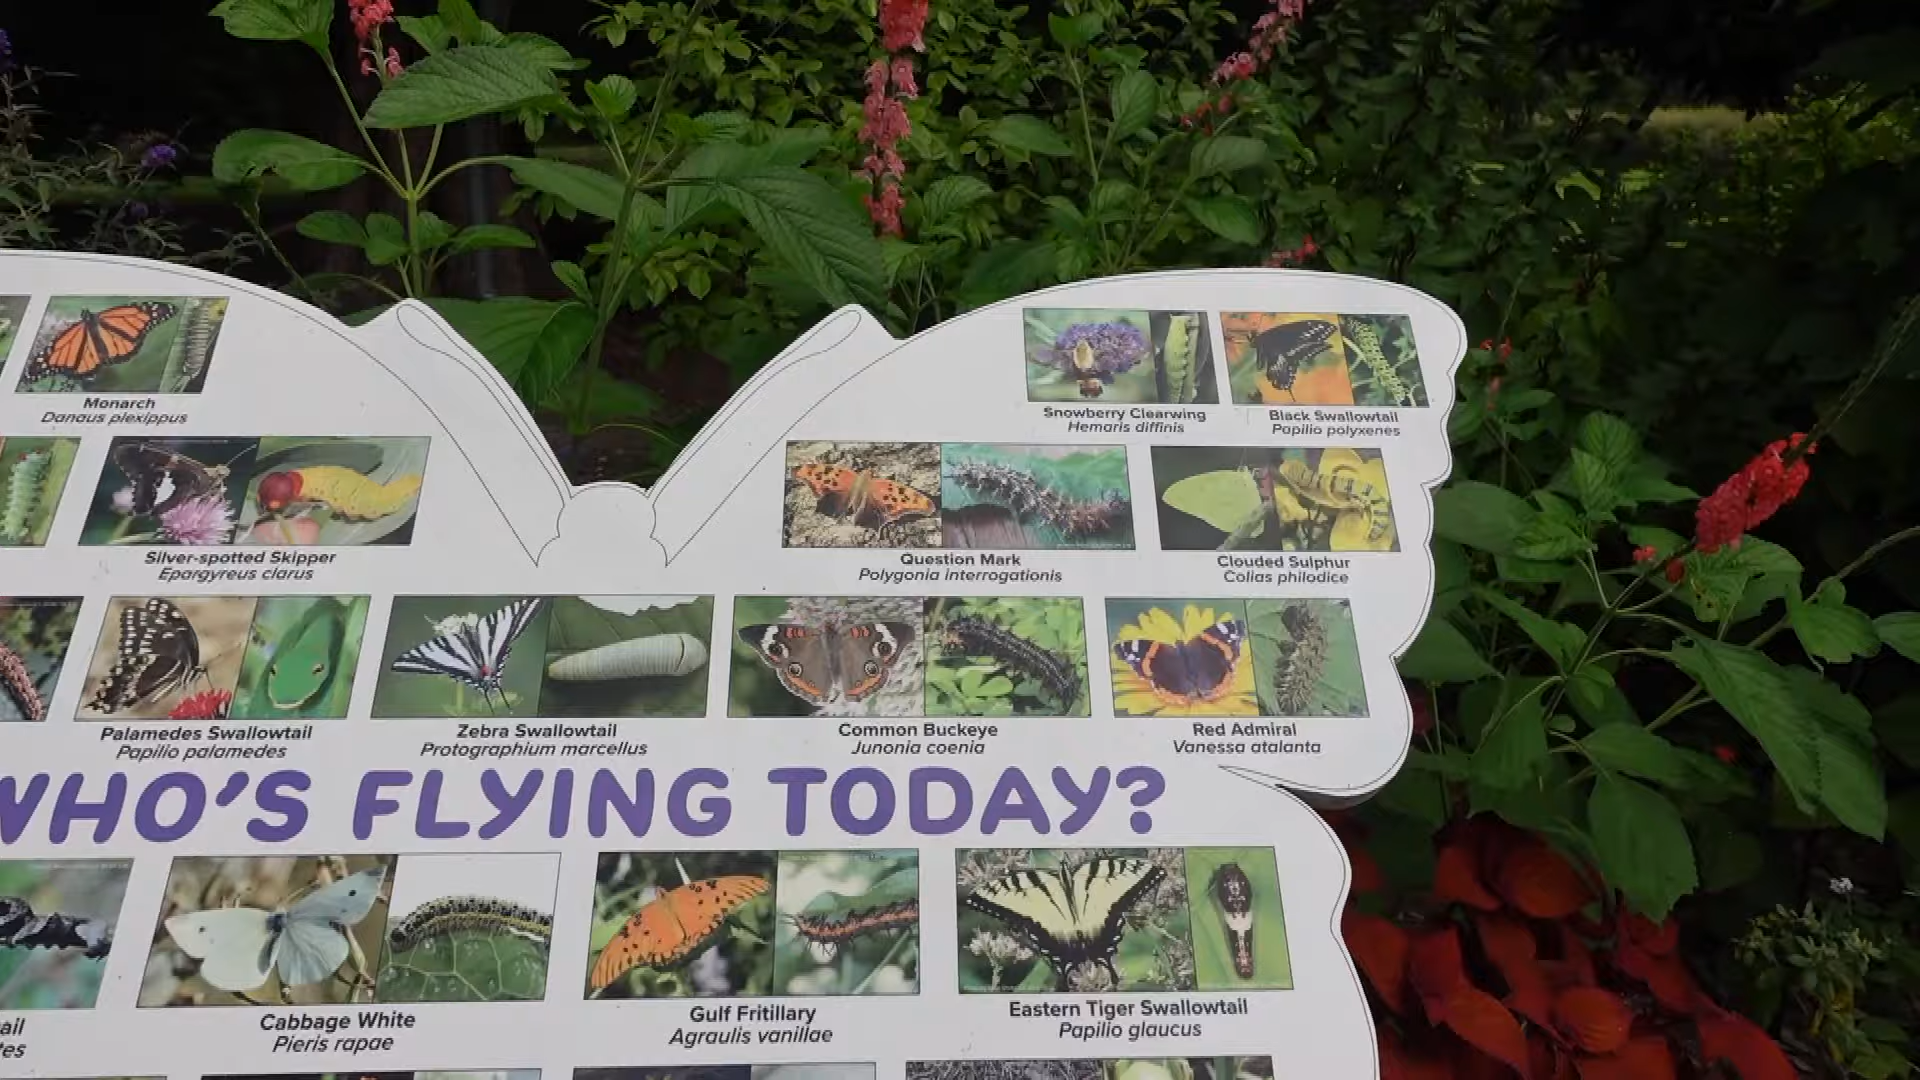 Monarch
Danaus plexippus
Snowberry Clearwing
Hemaris diffinis
Black Swallowtail
Papilio polyxenes
Silver-spotted Skipper
Epargyreus clarus
Question Mark
Polygonia interrogationis
Clouded Sulphur
Colias philodice
Palamedes Swallowtail
Papilio palamedes
Zebra Swallowtail
Protographium marcellus
Common Buckeye
Junonia coenia
Red Admiral
Vanessa atalanta
WHO'S FLYING TODAY?
ail
tes
Cabbage White
Pieris rapae
Gulf Fritillary
Agraulis vanillae
Eastern Tiger Swallowtail
Papilio glaucus